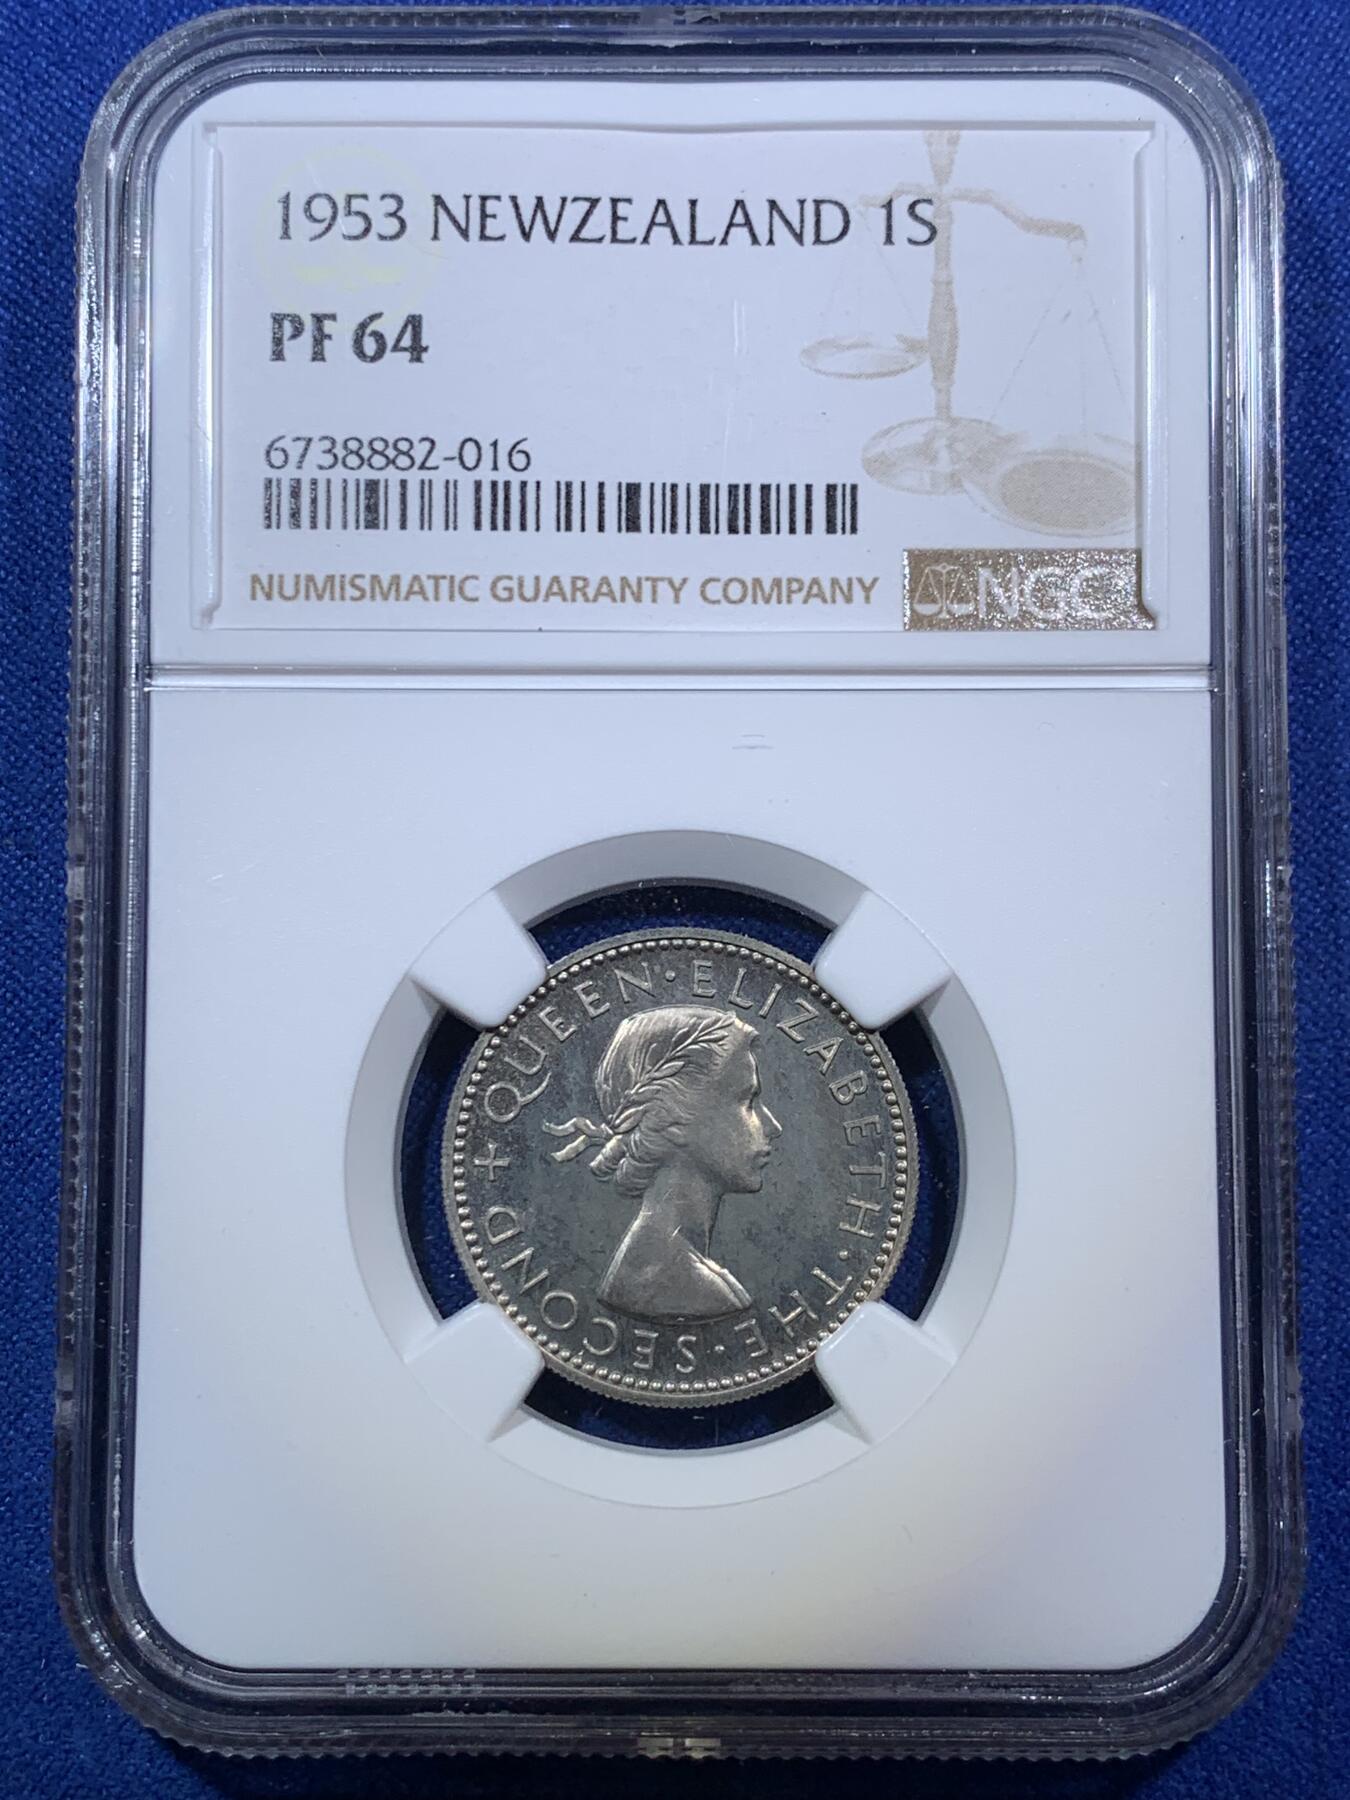 1953 NEWZEALAND 1S
PF 64
6738882-016
NUMISMATIC GUARANTY COMPANY
NGC
+QUEEN·ELIZABETH·THE·SECOND